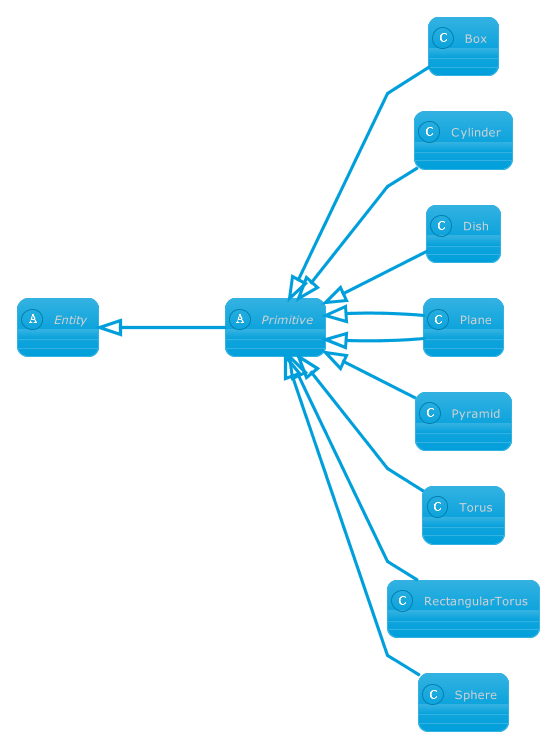 C Box
C Cylinder
C Dish
A Entity
A Primitive
C Plane
C Pyramid
C Torus
C RectangularTorus
C Sphere